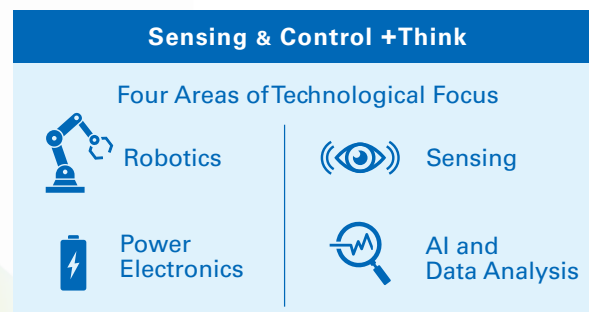 Sensing & Control +Think
Four Areas of Technological Focus
Robotics
Sensing
Power
Electronics
AI and
Data Analysis